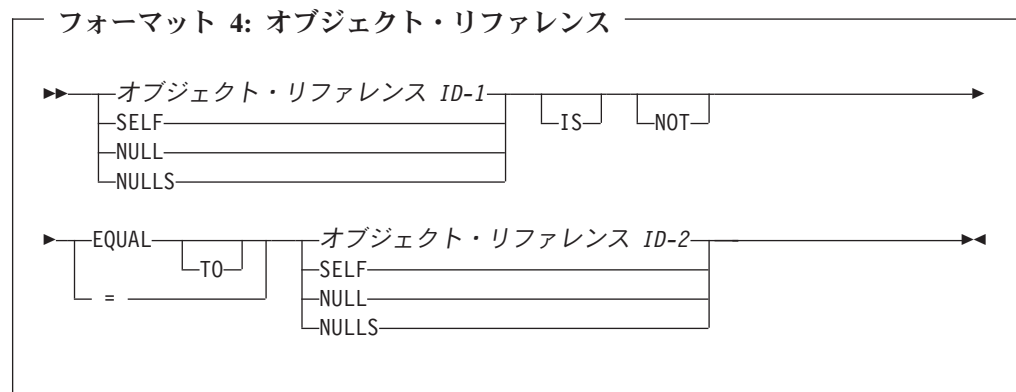 フォーマット 4: オブジェクト・リファレンス
オブジェクト・リファレンス ID-1
SELF
NULL
NULLS
IS
NOT
EQUAL
TO
=
オブジェクト・リファレンス ID-2
SELF
NULL
NULLS